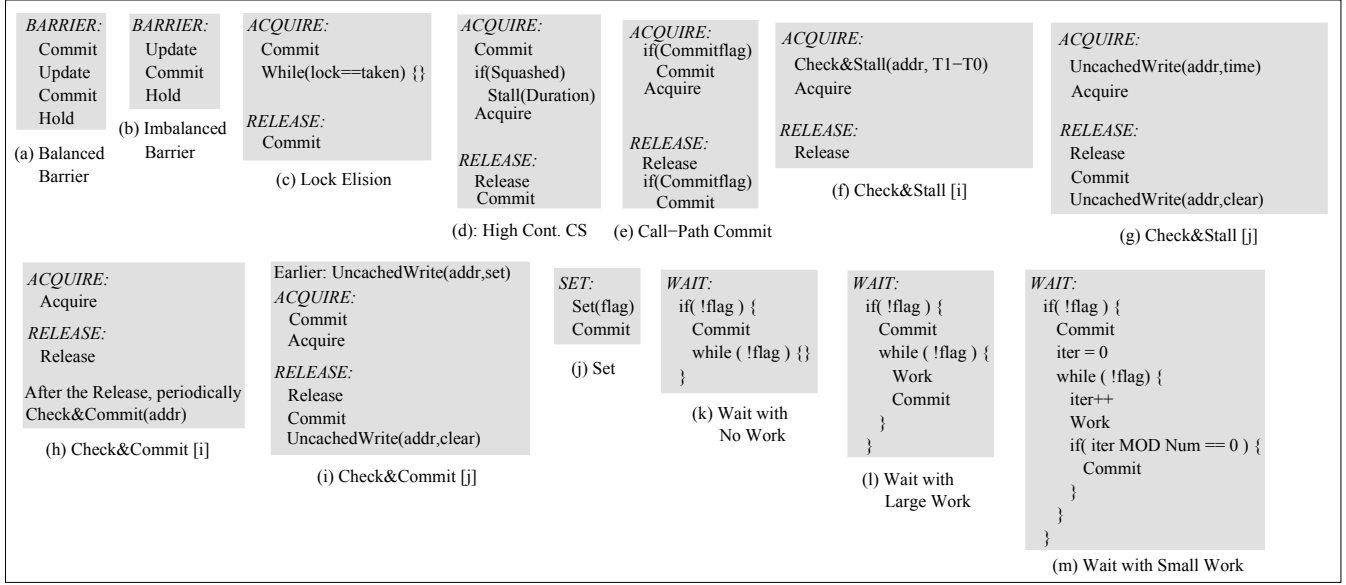 BARRIER:
Commit
Update
Commit
Hold
(a) Balanced
Barrier
BARRIER:
Update
Commit
Hold
(b) Imbalanced
Barrier
ACQUIRE:
Commit
While(lock==taken) {}
RELEASE:
Commit
(c) Lock Elision
ACQUIRE:
Commit
if(Squashed)
Stall(Duration)
Acquire
RELEASE:
Release
Commit
(d): High Cont. CS
ACQUIRE:
if(Commitflag)
Commit
Acquire
RELEASE:
Release
if(Commitflag)
Commit
(e) Call−Path Commit
ACQUIRE:
Check&Stall(addr, T1−T0)
Acquire
RELEASE:
Release
(f) Check&Stall [i]
ACQUIRE:
UncachedWrite(addr,time)
Acquire
RELEASE:
Release
Commit
UncachedWrite(addr,clear)
(g) Check&Stall [j]
ACQUIRE:
Acquire
RELEASE:
Release
After the Release, periodically
Check&Commit(addr)
(h) Check&Commit [i]
Earlier: UncachedWrite(addr,set)
ACQUIRE:
Commit
Acquire
RELEASE:
Release
Commit
UncachedWrite(addr,clear)
(i) Check&Commit [j]
SET:
Set(flag)
Commit
(j) Set
WAIT:
if( !flag ) {
Commit
while ( !flag ) {}
}
(k) Wait with
No Work
WAIT:
if( !flag ) {
Commit
while ( !flag ) {
Work
Commit
}
}
(l) Wait with
Large Work
WAIT:
if( !flag ) {
Commit
iter = 0
while ( !flag) {
iter++
Work
if( iter MOD Num == 0 ) {
Commit
}
}
}
(m) Wait with Small Work